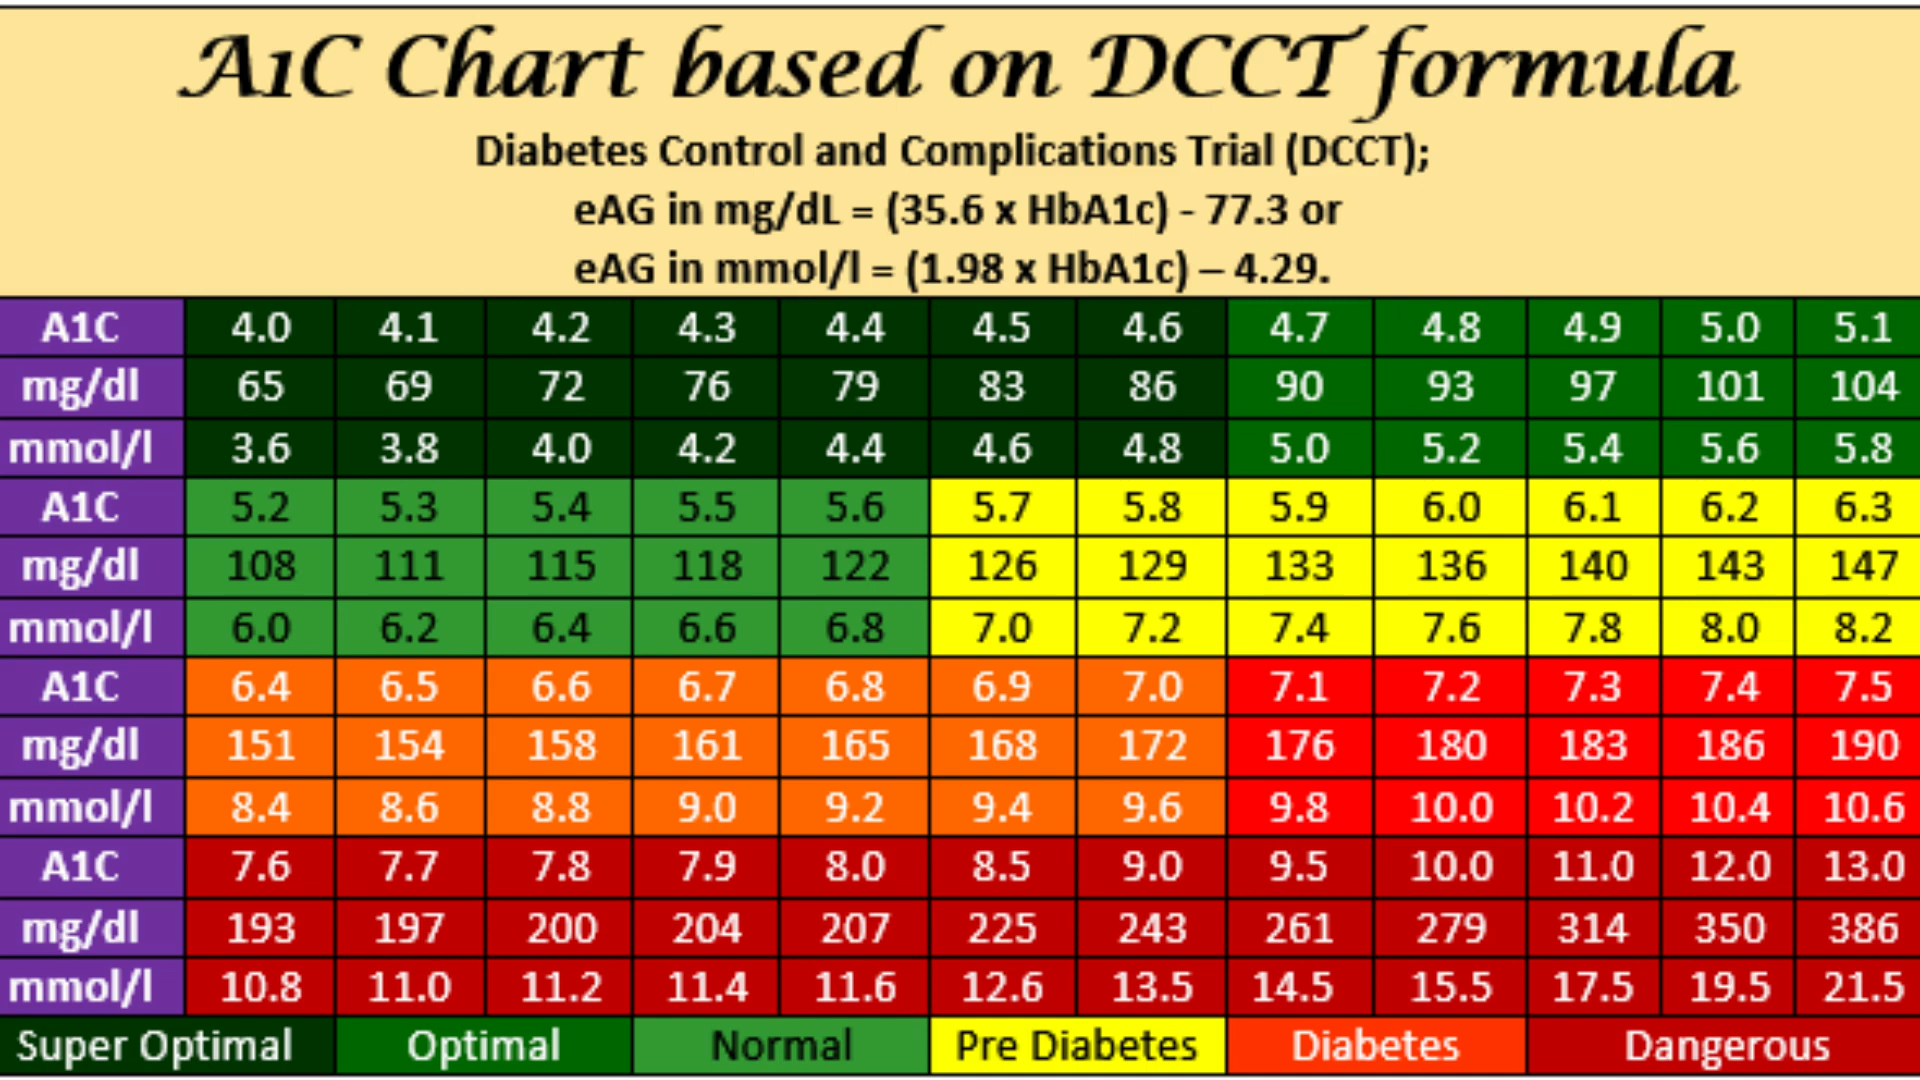 A1C Chart based on DCCT formula
Diabetes Control and Complications Trial (DCCT);
eAG in mg/dL = (35.6 x HbA1c) - 77.3 or
eAG in mmol/l = (1.98 x HbA1c) – 4.29.
A1C 4.0 4.1 4.2 4.3 4.4 4.5 4.6 4.7 4.8 4.9 5.0 5.1
mg/dl 65 69 72 76 79 83 86 90 93 97 101 104
mmol/l 3.6 3.8 4.0 4.2 4.4 4.6 4.8 5.0 5.2 5.4 5.6 5.8
A1C 5.2 5.3 5.4 5.5 5.6 5.7 5.8 5.9 6.0 6.1 6.2 6.3
mg/dl 108 111 115 118 122 126 129 133 136 140 143 147
mmol/l 6.0 6.2 6.4 6.6 6.8 7.0 7.2 7.4 7.6 7.8 8.0 8.2
A1C 6.4 6.5 6.6 6.7 6.8 6.9 7.0 7.1 7.2 7.3 7.4 7.5
mg/dl 151 154 158 161 165 168 172 176 180 183 186 190
mmol/l 8.4 8.6 8.8 9.0 9.2 9.4 9.6 9.8 10.0 10.2 10.4 10.6
A1C 7.6 7.7 7.8 7.9 8.0 8.5 9.0 9.5 10.0 11.0 12.0 13.0
mg/dl 193 197 200 204 207 225 243 261 279 314 350 386
mmol/l 10.8 11.0 11.2 11.4 11.6 12.6 13.5 14.5 15.5 17.5 19.5 21.5
Super Optimal Optimal Normal Pre Diabetes Diabetes Dangerous